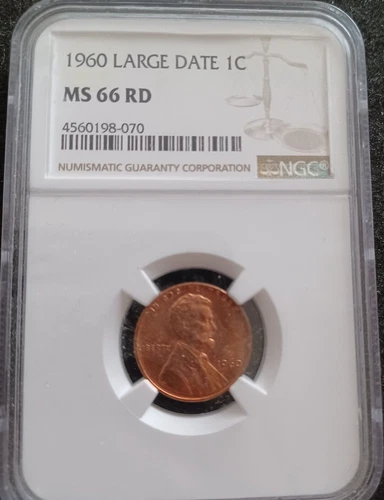 1960 LARGE DATE 1C
MS 66 RD
4560198-070
NUMISMATIC GUARANTY CORPORATION
NGC®
LIBERTY
1960